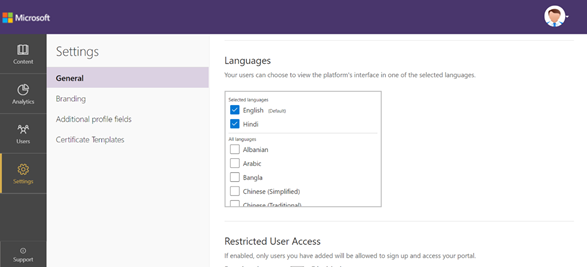 Microsoft
Content
Analytics
Users
Settings
Support
Settings
General
Branding
Additional profile fields
Certificate Templates
Languages
Your users can choose to view the platform's interface in one of the selected languages.
Selected languages
English (Default)
Hindi
All languages
Albanian
Arabic
Bangla
Chinese (Simplified)
Chinese (Traditional)
Restricted User Access
If enabled, only users you have added will be allowed to sign up and access your portal.